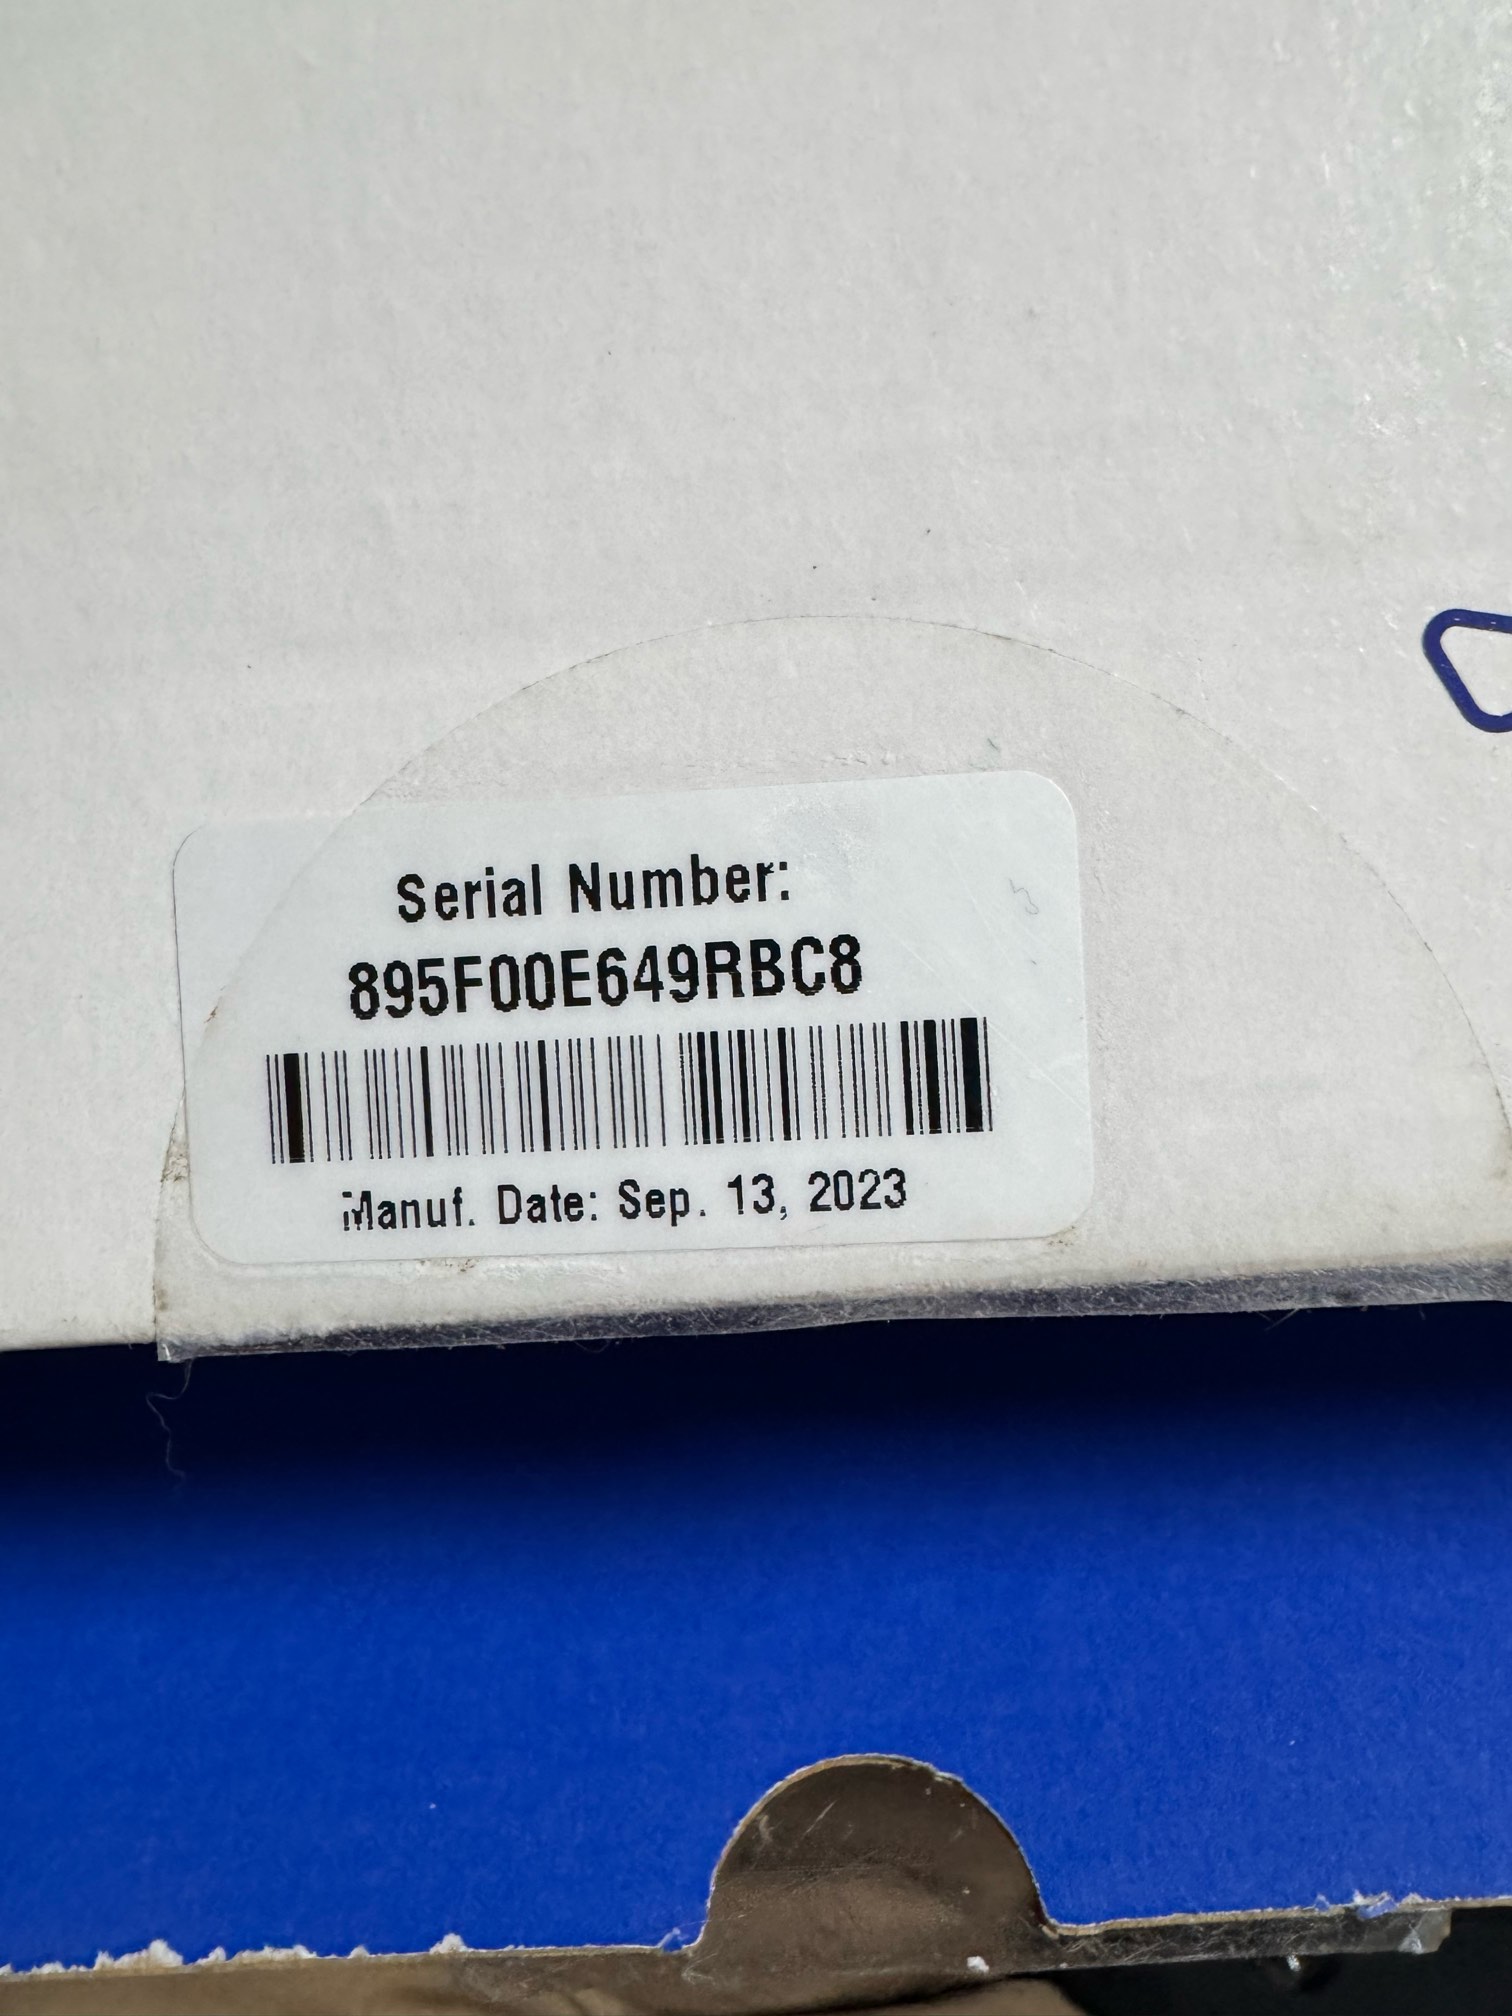 Serial Number:
895F00E649RBC8
Manuf. Date: Sep. 13, 2023